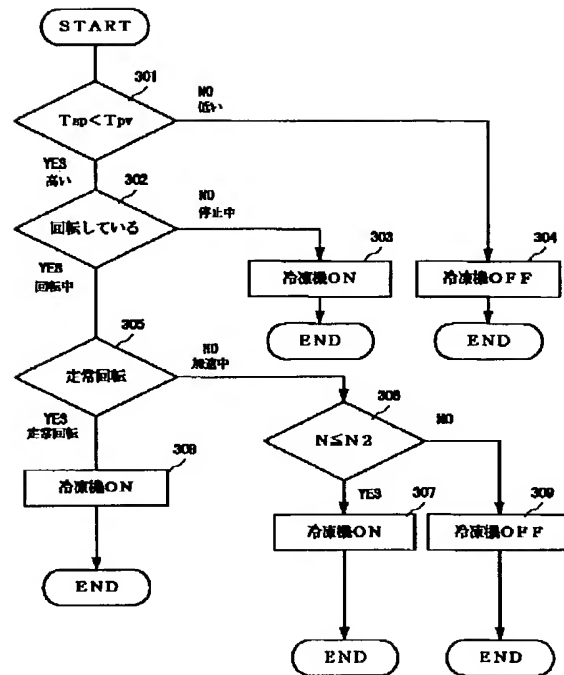 START
301
Tsp<Tpv
NO
低い
YES
高い
302
回転している
NO
停止中
303
冷凍機ON
304
冷凍機OFF
YES
回転中
END
END
305
定常回転
NO
加速中
306
N≦N2
NO
YES
定常回転
308
冷凍機ON
YES
307
冷凍機ON
309
冷凍機OFF
END
END
END